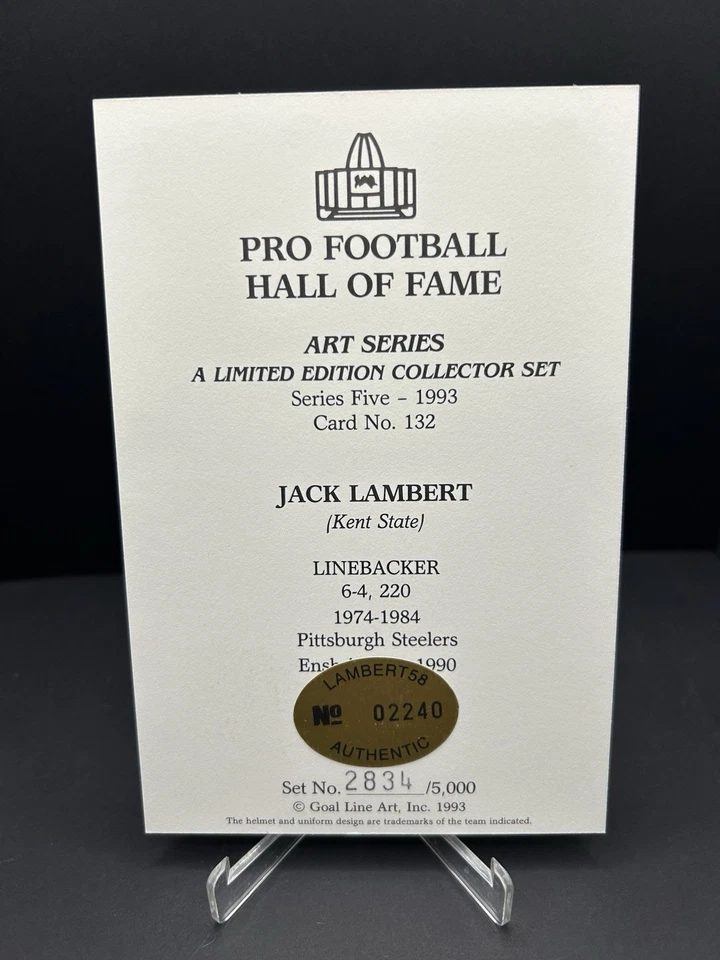 PRO FOOTBALL
HALL OF FAME
ART SERIES
A LIMITED EDITION COLLECTOR SET
Series Five – 1993
Card No. 132
JACK LAMBERT
(Kent State)
LINEBACKER
6-4, 220
1974-1984
Pittsburgh Steelers
1990
LAMBERT58
№ 02240
AUTHENTIC
Set No. 2834 /5,000
© Goal Line Art, Inc. 1993
The helmet and uniform design are trademarks of the team indicated.